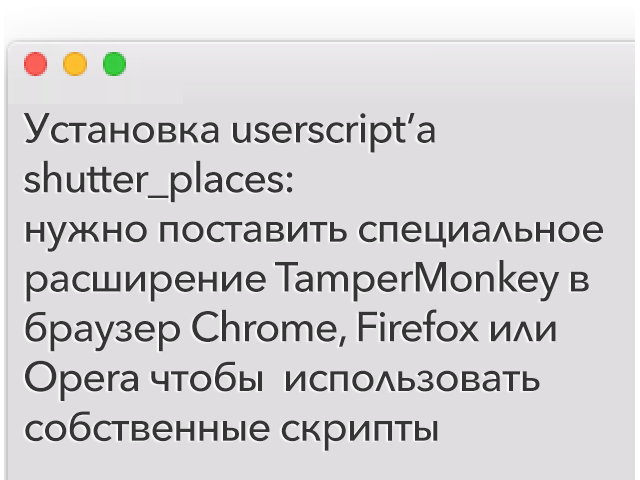 Установка userscript’а
shutter_places:
нужно поставить специальное
расширение TamperMonkey в
браузер Chrome, Firefox или
Opera чтобы  использовать
собственные скрипты